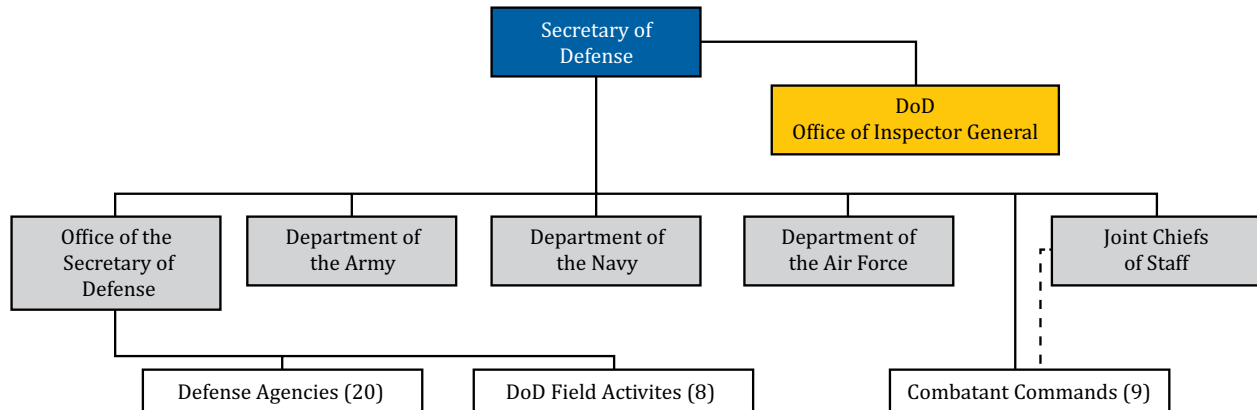 Secretary of
Defense
DoD
Office of Inspector General
Office of the
Secretary of
Defense
Department of
the Army
Department of
the Navy
Department of
the Air Force
Joint Chiefs
of Staff
Defense Agencies (20)
DoD Field Activites (8)
Combatant Commands (9)